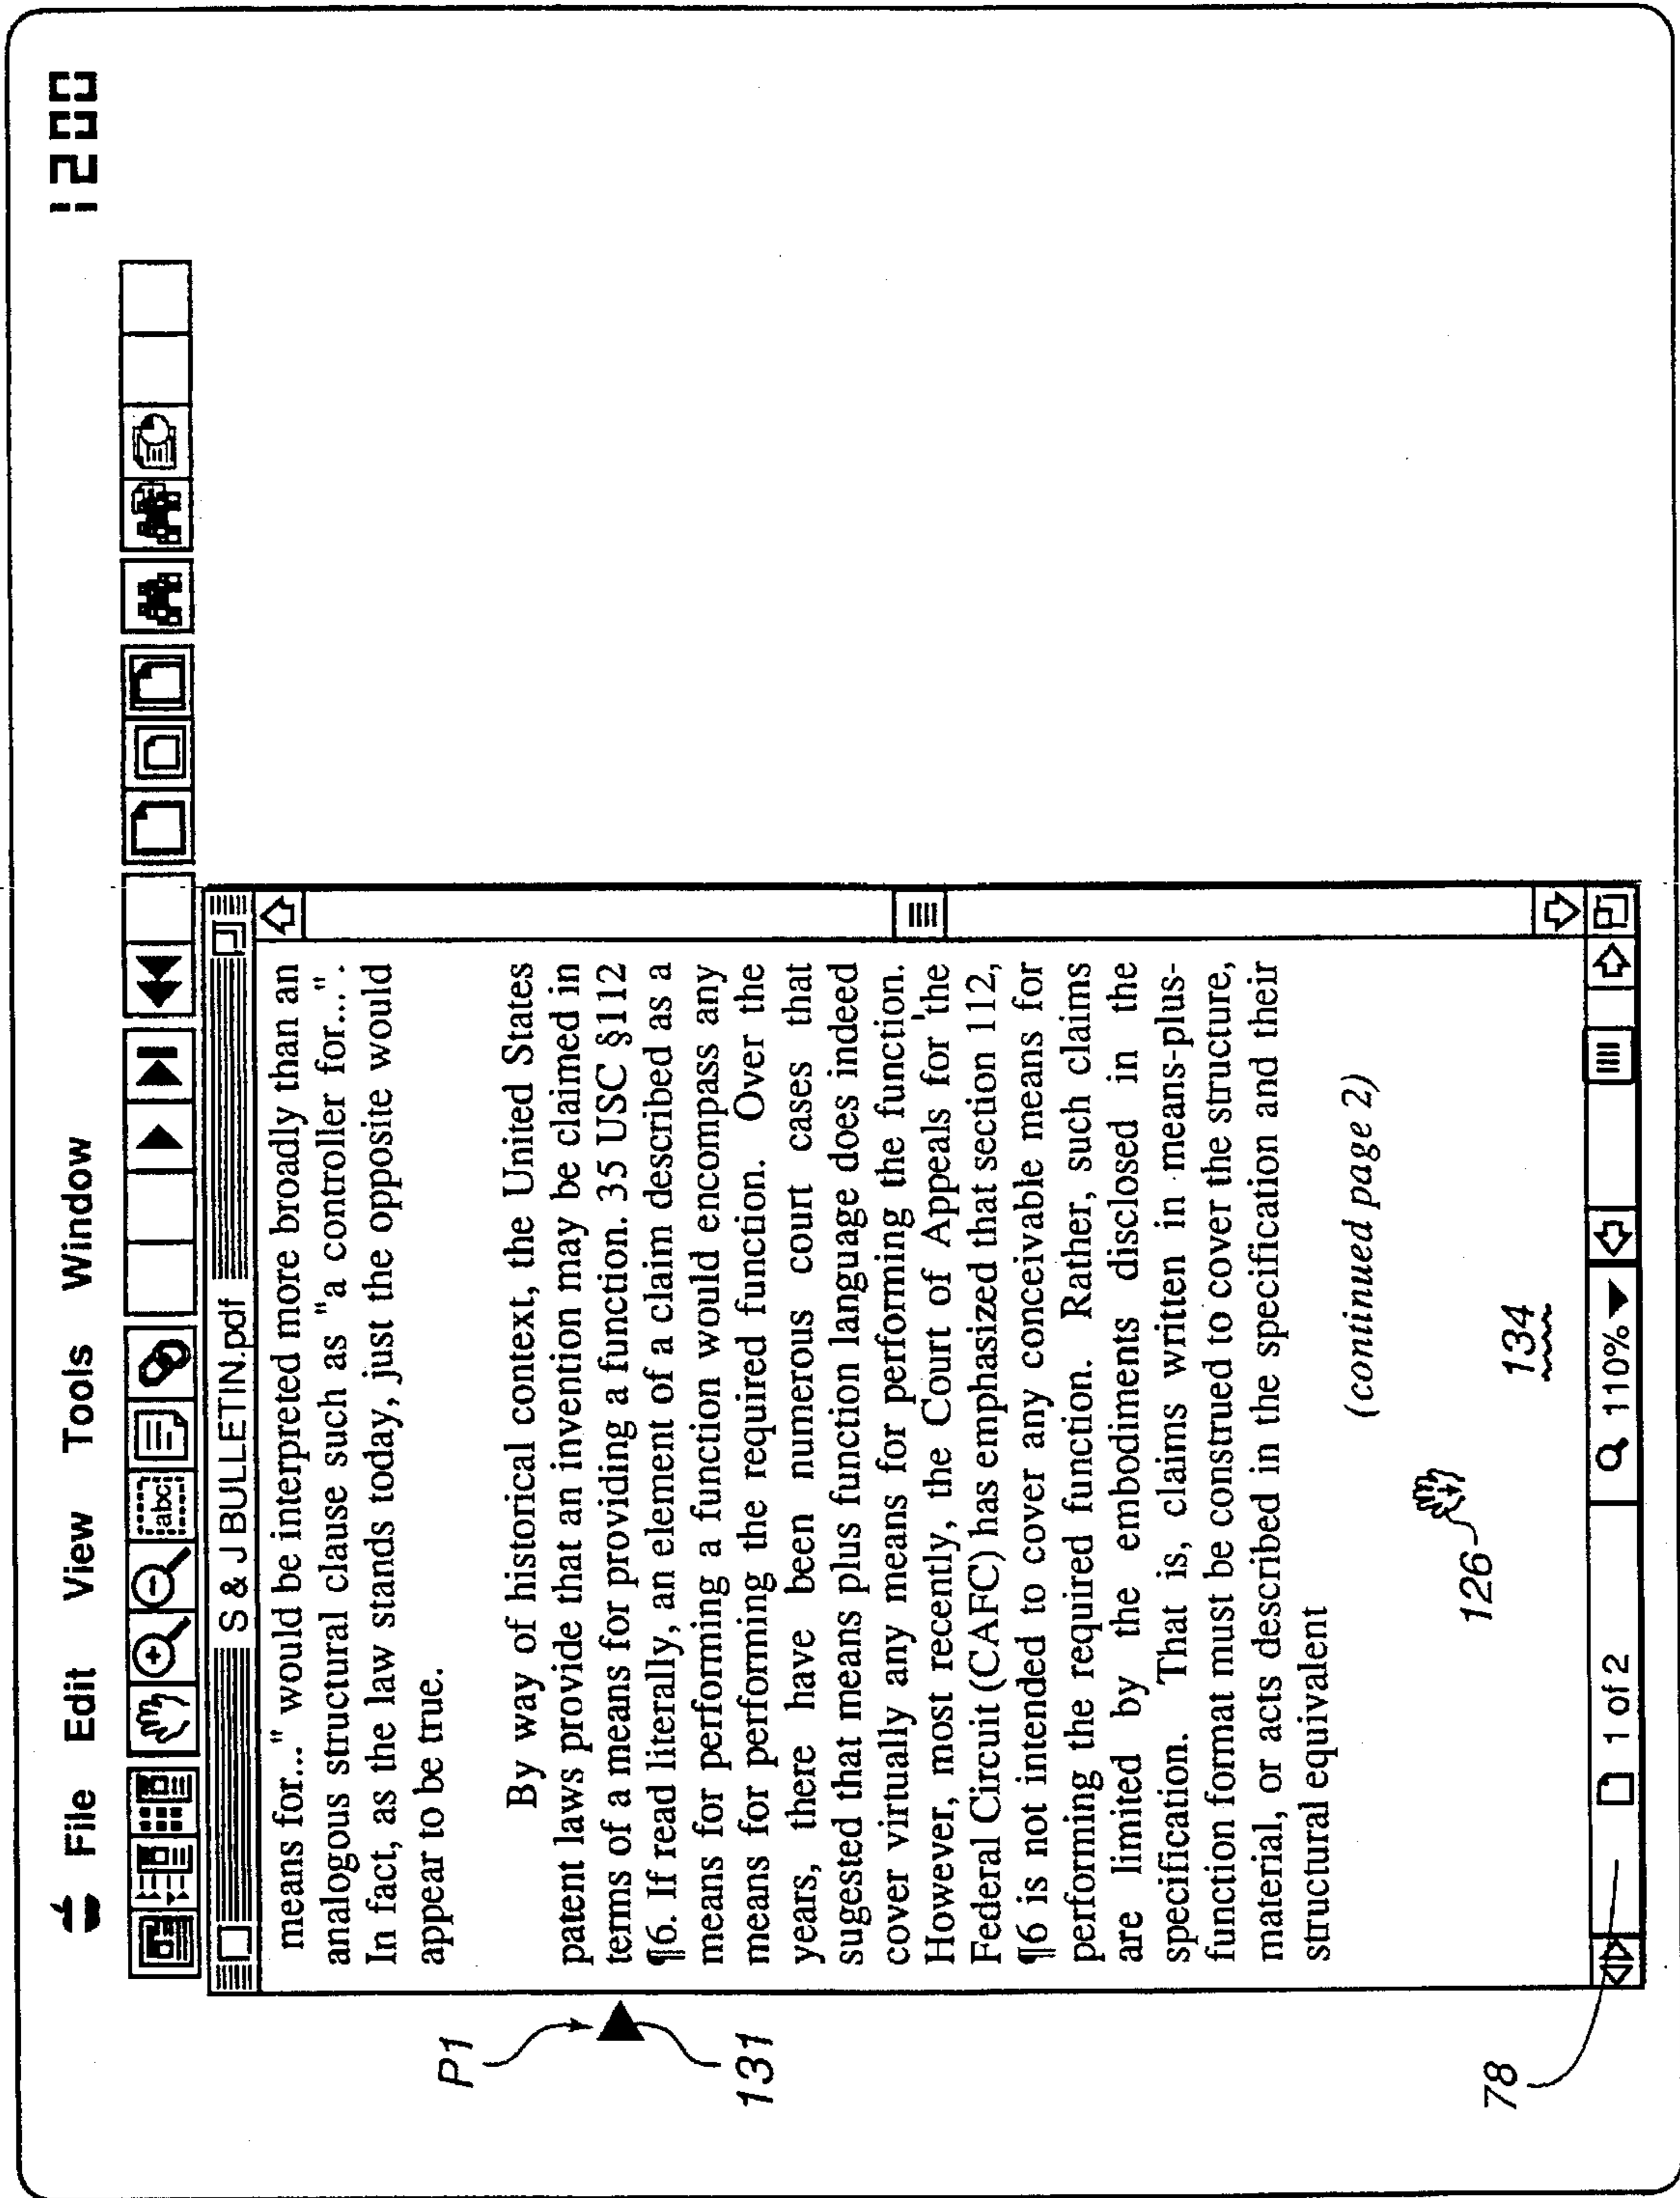 File Edit View Tools Window
1200
abc
S & J BULLETIN.pdf
means for..." would be interpreted more broadly than an
analogous structural clause such as "a controller for...".
In fact, as the law stands today, just the opposite would
appear to be true.
By way of historical context, the United States
patent laws provide that an invention may be claimed in
terms of a means for providing a function. 35 USC §112
¶6. If read literally, an element of a claim described as a
means for performing a function would encompass any
means for performing the required function. Over the
years, there have been numerous court cases that
suggested that means plus function language does indeed
cover virtually any means for performing the function.
However, most recently, the Court of Appeals for the
Federal Circuit (CAFC) has emphasized that section 112,
¶6 is not intended to cover any conceivable means for
performing the required function. Rather, such claims
are limited by the embodiments disclosed in the
specification. That is, claims written in means-plus-
function format must be construed to cover the structure,
material, or acts described in the specification and their
structural equivalent
(continued page 2)
P1
131
126
134
1 of 2
110%
78